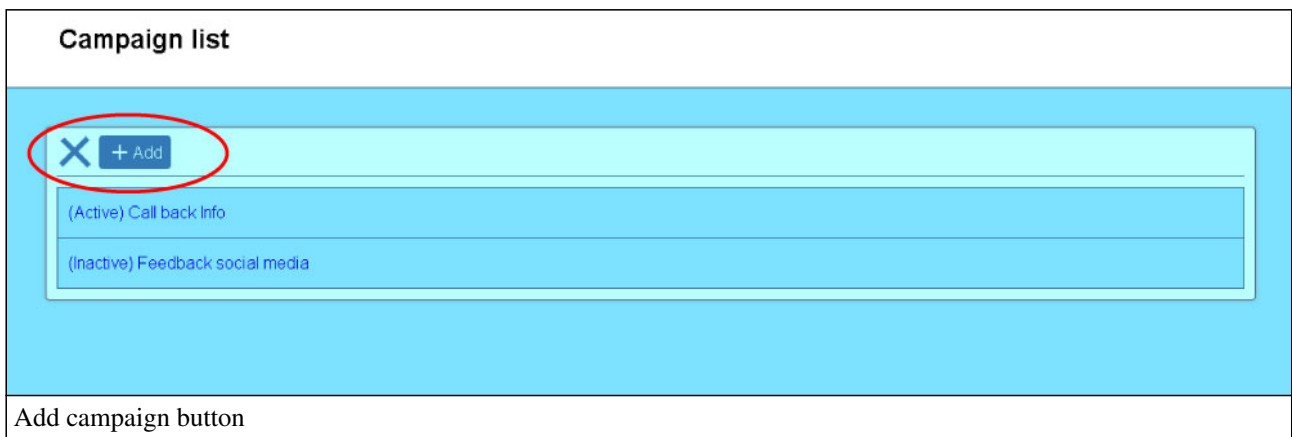 Campaign list
+ Add
(Active) Call back Info
(Inactive) Feedback social media
Add campaign button